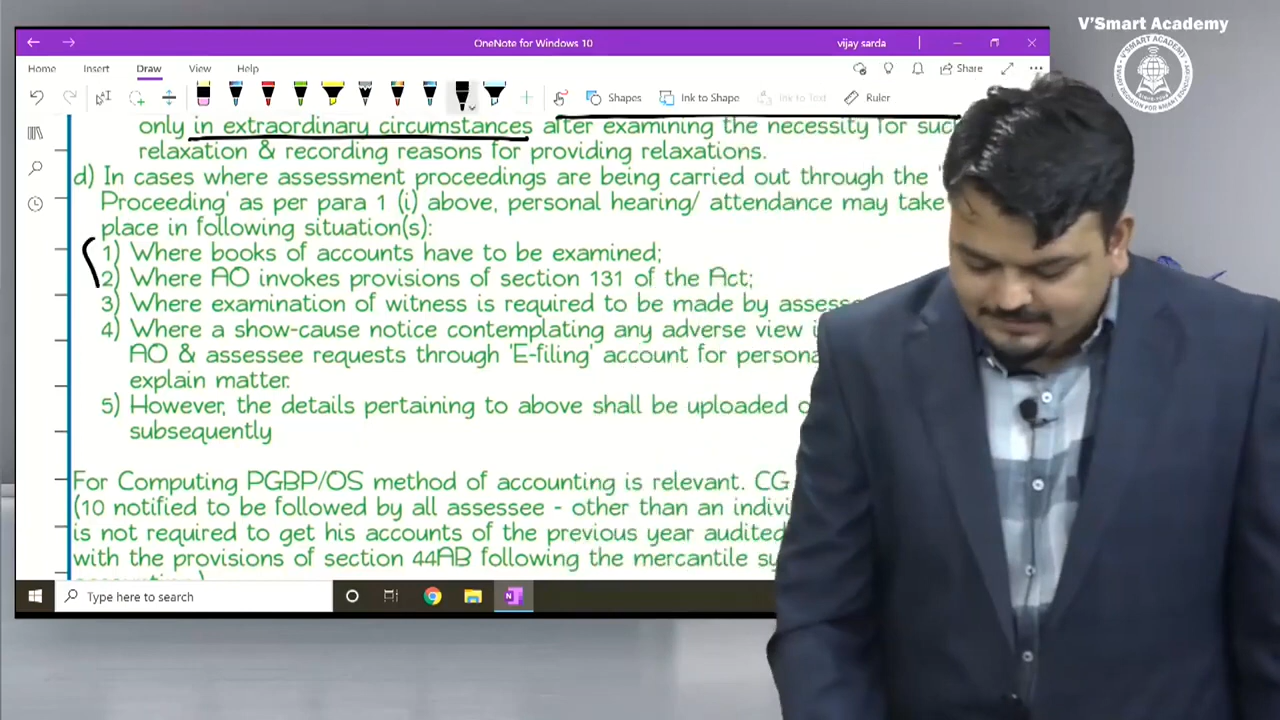 V'Smart Academy
OneNote for Windows 10
vijay sarda
Home Insert Draw View Help
Share
Shapes Ink to Shape Ink to Text Ruler
only in extraordinary circumstances after examining the necessity for such
relaxation & recording reasons for providing relaxations.
d) In cases where assessment proceedings are being carried out through the
Proceeding' as per para 1 (i) above, personal hearing/ attendance may take
place in following situation(s):
1) Where books of accounts have to be examined;
2) Where AO invokes provisions of section 131 of the Act;
3) Where examination of witness is required to be made by
4) Where a show-cause notice contemplating any adverse view
AO & assessee requests through 'E-filing' account for
explain matter.
5) However, the details pertaining to above shall be uploaded
subsequently
For Computing PGBP/OS method of accounting is relevant. CG
(10 notified to be followed by all assessee - other than an
is not required to get his accounts of the previous year audited
with the provisions of section 44AB following the mercantile
Type here to search